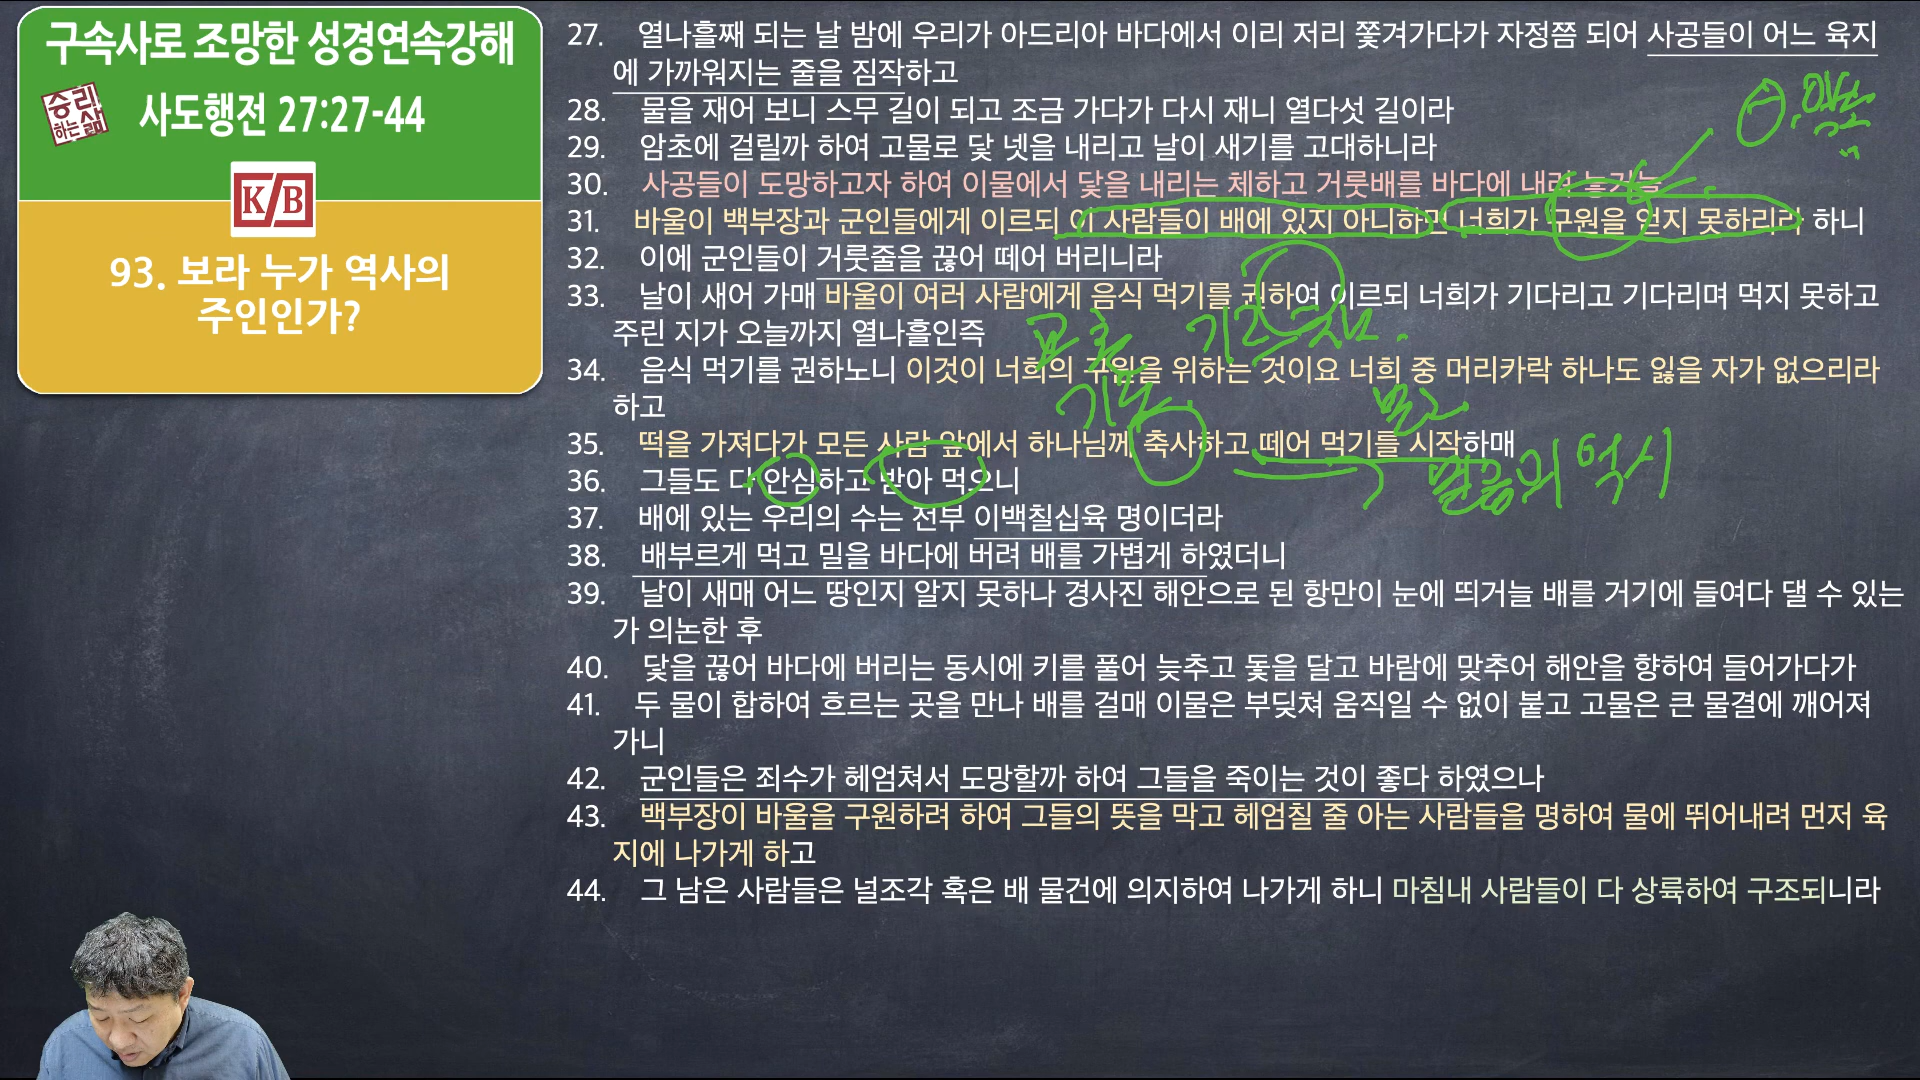 구속사로 조망한 성경연속강해
승리하는삶
사도행전 27:27-44
K/B
93. 보라 누가 역사의
주인인가?
27. 열나흘째 되는 날 밤에 우리가 아드리아 바다에서 이리 저리 쫓겨가다가 자정쯤 되어 사공들이 어느 육지
에 가까워지는 줄을 짐작하고
28. 물을 재어 보니 스무 길이 되고 조금 가다가 다시 재니 열다섯 길이라
29. 암초에 걸릴까 하여 고물로 닻 넷을 내리고 날이 새기를 고대하니라
30. 사공들이 도망하고자 하여 이물에서 닻을 내리는 체하고 거룻배를 바다에 내려 놓거늘
31. 바울이 백부장과 군인들에게 이르되 이 사람들이 배에 있지 아니하면 너희가 구원을 얻지 못하리라 하니
32. 이에 군인들이 거룻줄을 끊어 떼어 버리니라
33. 날이 새어 가매 바울이 여러 사람에게 음식 먹기를 권하여 이르되 너희가 기다리고 기다리며 먹지 못하고
주린 지가 오늘까지 열나흘인즉
34. 음식 먹기를 권하노니 이것이 너희의 구원을 위하는 것이요 너희 중 머리카락 하나도 잃을 자가 없으리라
하고
35. 떡을 가져다가 모든 사람 앞에서 하나님께 축사하고 떼어 먹기를 시작하매
36. 그들도 다 안심하고 받아 먹으니
믿음의 역사
37. 배에 있는 우리의 수는 전부 이백칠십육 명이더라
38. 배부르게 먹고 밀을 바다에 버려 배를 가볍게 하였더니
39. 날이 새매 어느 땅인지 알지 못하나 경사진 해안으로 된 항만이 눈에 띄거늘 배를 거기에 들여다 댈 수 있는
가 의논한 후
40. 닻을 끊어 바다에 버리는 동시에 키를 풀어 늦추고 돛을 달고 바람에 맞추어 해안을 향하여 들어가다가
41. 두 물이 합하여 흐르는 곳을 만나 배를 걸매 이물은 부딪쳐 움직일 수 없이 붙고 고물은 큰 물결에 깨어져
가니
42. 군인들은 죄수가 헤엄쳐서 도망할까 하여 그들을 죽이는 것이 좋다 하였으나
43. 백부장이 바울을 구원하려 하여 그들의 뜻을 막고 헤엄칠 줄 아는 사람들을 명하여 물에 뛰어내려 먼저 육
지에 나가게 하고
44. 그 남은 사람들은 널조각 혹은 배 물건에 의지하여 나가게 하니 마침내 사람들이 다 상륙하여 구조되니라